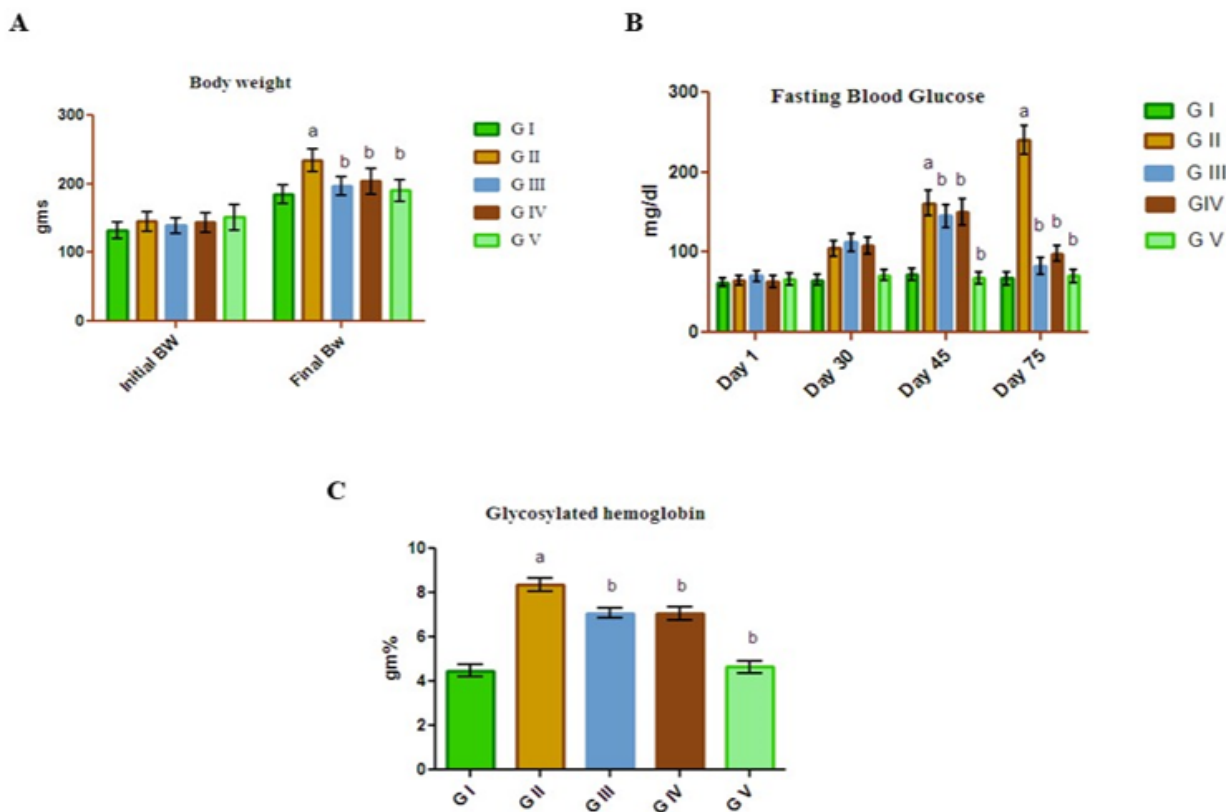 A
Body weight
300
200
100
0
gms
a
b
b
b
Initial BW
Final Bw
G I
G II
G III
G IV
G V
B
Fasting Blood Glucose
300
200
100
0
mg/dl
a
b
b
b
a
b
b
b
Day 1
Day 30
Day 45
Day 75
G I
G II
G III
GIV
G V
C
Glycosylated hemoglobin
10
8
6
4
2
0
gm%
a
b
b
b
G I
G II
G III
G IV
G V